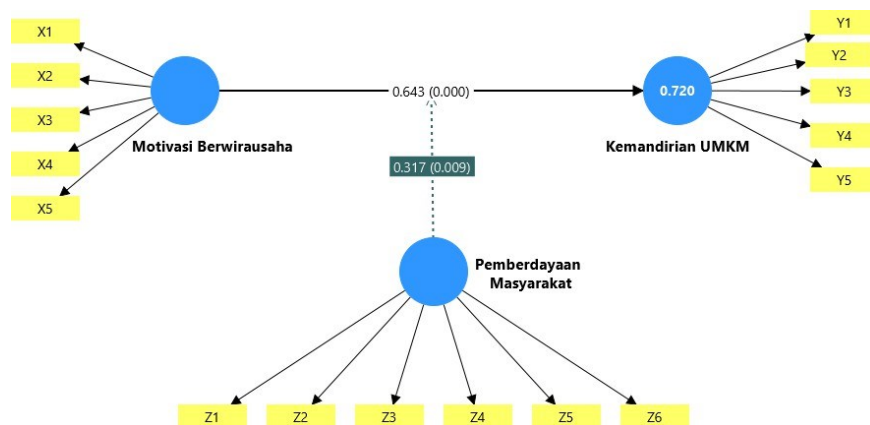 X1
X2
X3
X4
X5
Motivasi Berwirausaha
0.643 (0.000)
0.317 (0.009)
0.720
Kemandirian UMKM
Y1
Y2
Y3
Y4
Y5
Pemberdayaan
Masyarakat
Z1
Z2
Z3
Z4
Z5
Z6